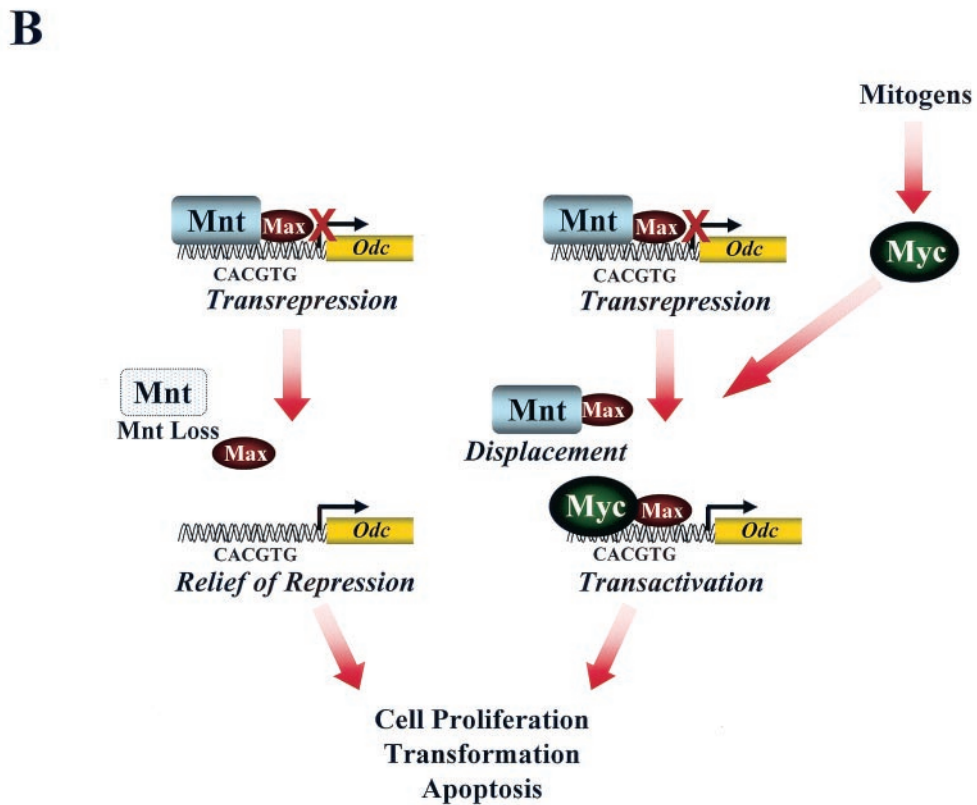 B
Mitogens
Mnt Max X Odc
CACGTG
Transrepression
Mnt Max X Odc
CACGTG
Transrepression
Myc
Mnt
Mnt Loss
Max
Mnt Max
Displacement
Odc
CACGTG
Relief of Repression
Myc Max Odc
CACGTG
Transactivation
Cell Proliferation
Transformation
Apoptosis